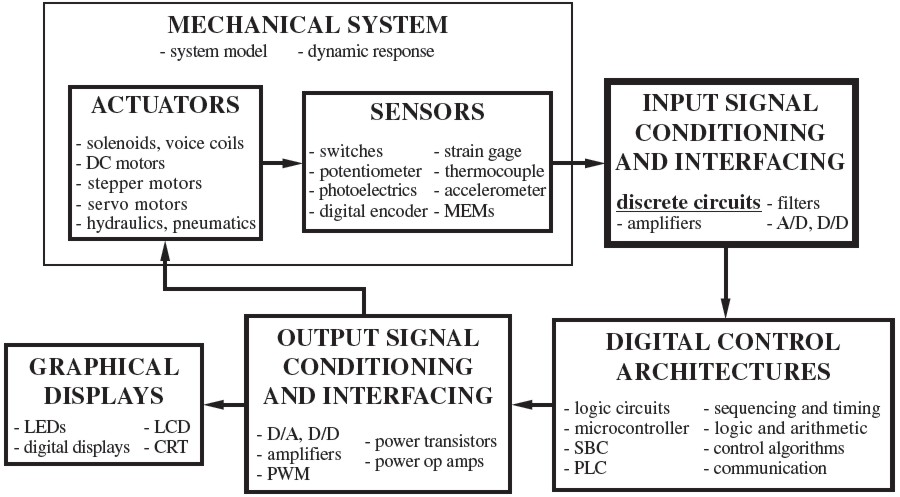 MECHANICAL SYSTEM
- system model - dynamic response
ACTUATORS
- solenoids, voice coils
- DC motors
- stepper motors
- servo motors
- hydraulics, pneumatics
SENSORS
- switches - strain gage
- potentiometer - thermocouple
- photoelectrics - accelerometer
- digital encoder - MEMs
INPUT SIGNAL
CONDITIONING
AND INTERFACING
discrete circuits - filters
- amplifiers - A/D, D/D
GRAPHICAL
DISPLAYS
- LEDs - LCD
- digital displays - CRT
OUTPUT SIGNAL
CONDITIONING
AND INTERFACING
- D/A, D/D - power transistors
- amplifiers - power op amps
- PWM
DIGITAL CONTROL
ARCHITECTURES
- logic circuits - sequencing and timing
- microcontroller - logic and arithmetic
- SBC - control algorithms
- PLC - communication